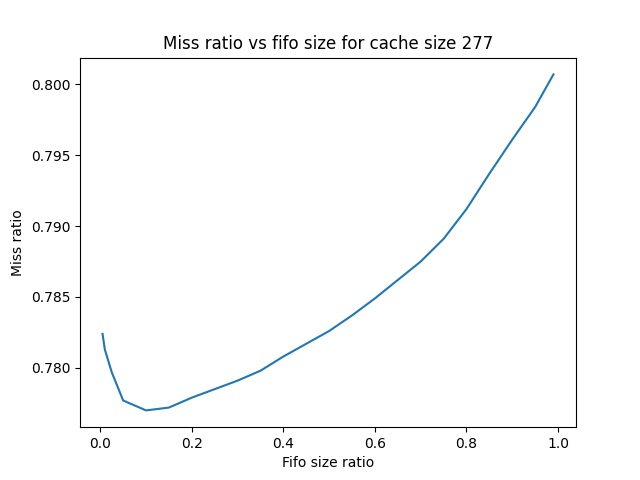 Miss ratio vs fifo size for cache size 277
0.800
0.795
0.790
0.785
0.780
Miss ratio
0.0 0.2 0.4 0.6 0.8 1.0
Fifo size ratio